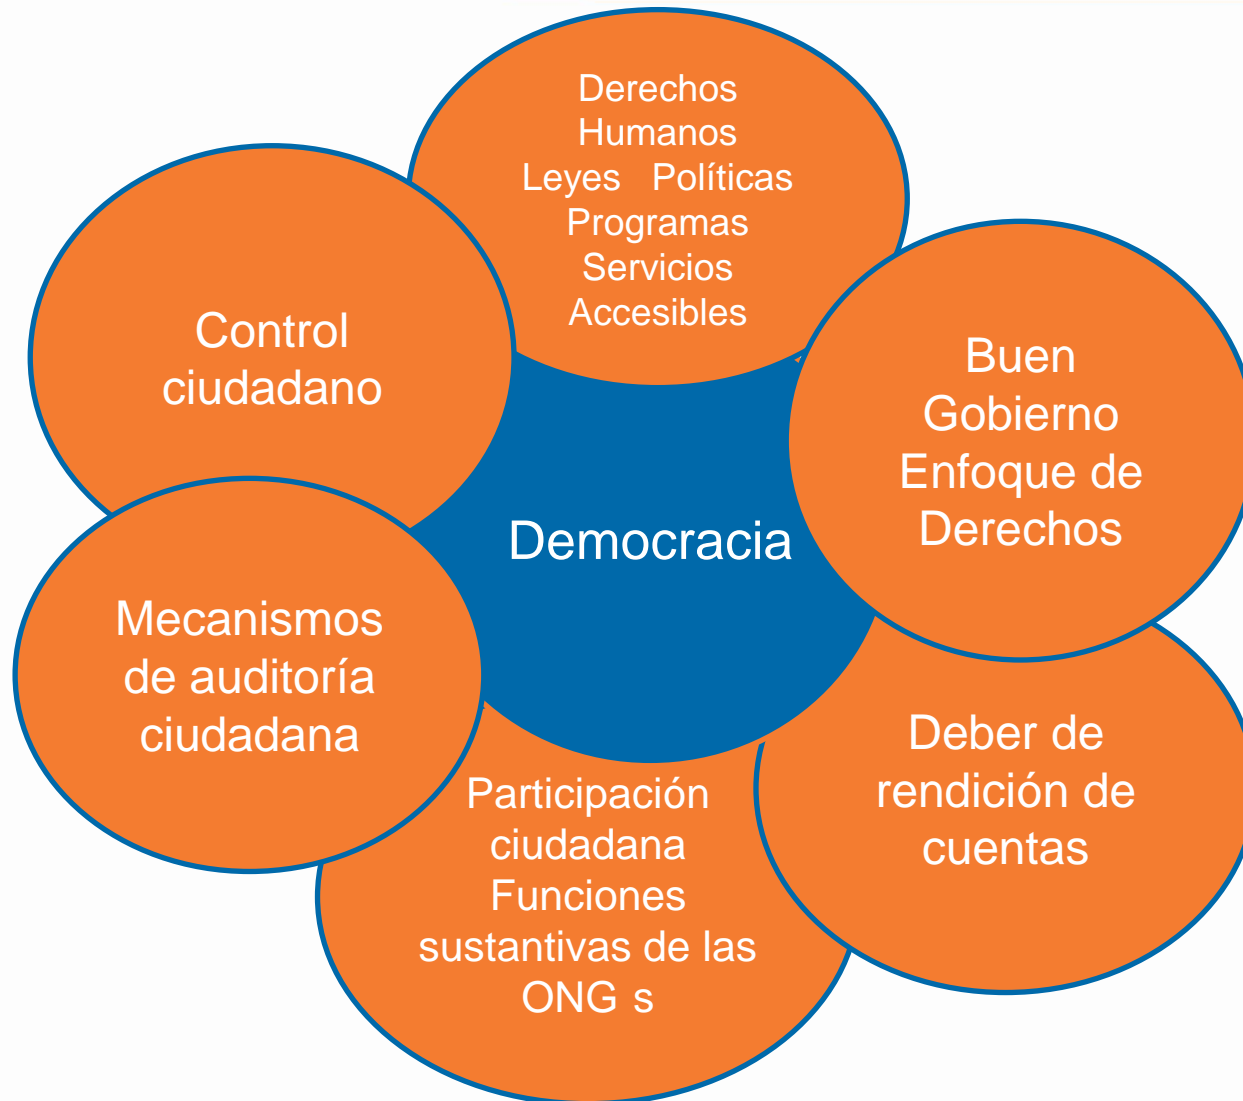 Derechos
Humanos
Leyes Políticas
Programas
Servicios
Accesibles
Control
ciudadano
Buen
Gobierno
Enfoque de
Derechos
Democracia
Mecanismos
de auditoría
ciudadana
Deber de
rendición de
cuentas
Participación
ciudadana
Funciones
sustantivas de las
ONG s